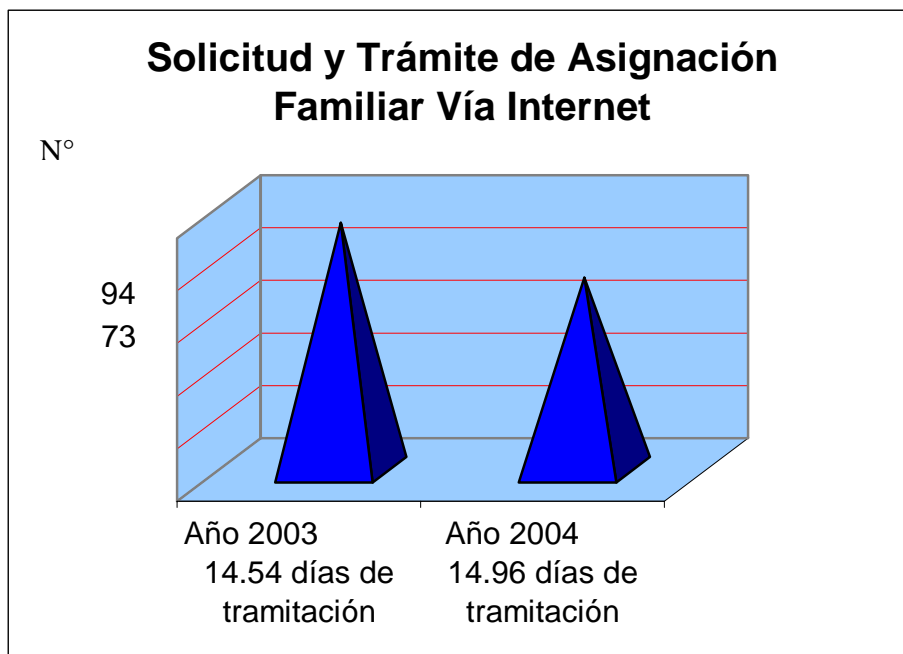 Solicitud y Trámite de Asignación
Familiar Vía Internet
N°
94
73
Año 2003
14.54 días de
tramitación
Año 2004
14.96 días de
tramitación